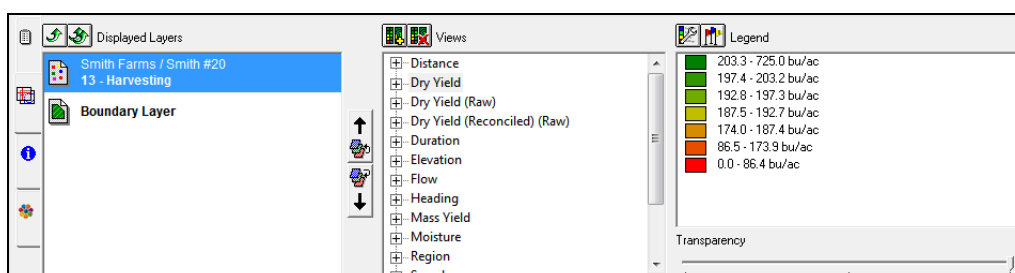 Displayed Layers
Smith Farms / Smith #20
13 - Harvesting
Boundary Layer
Views
Distance
Dry Yield
Dry Yield (Raw)
Dry Yield (Reconciled) (Raw)
Duration
Elevation
Flow
Heading
Mass Yield
Moisture
Region
Legend
203.3 - 725.0 bu/ac
197.4 - 203.2 bu/ac
192.8 - 197.3 bu/ac
187.5 - 192.7 bu/ac
174.0 - 187.4 bu/ac
86.5 - 173.9 bu/ac
0.0 - 86.4 bu/ac
Transparency